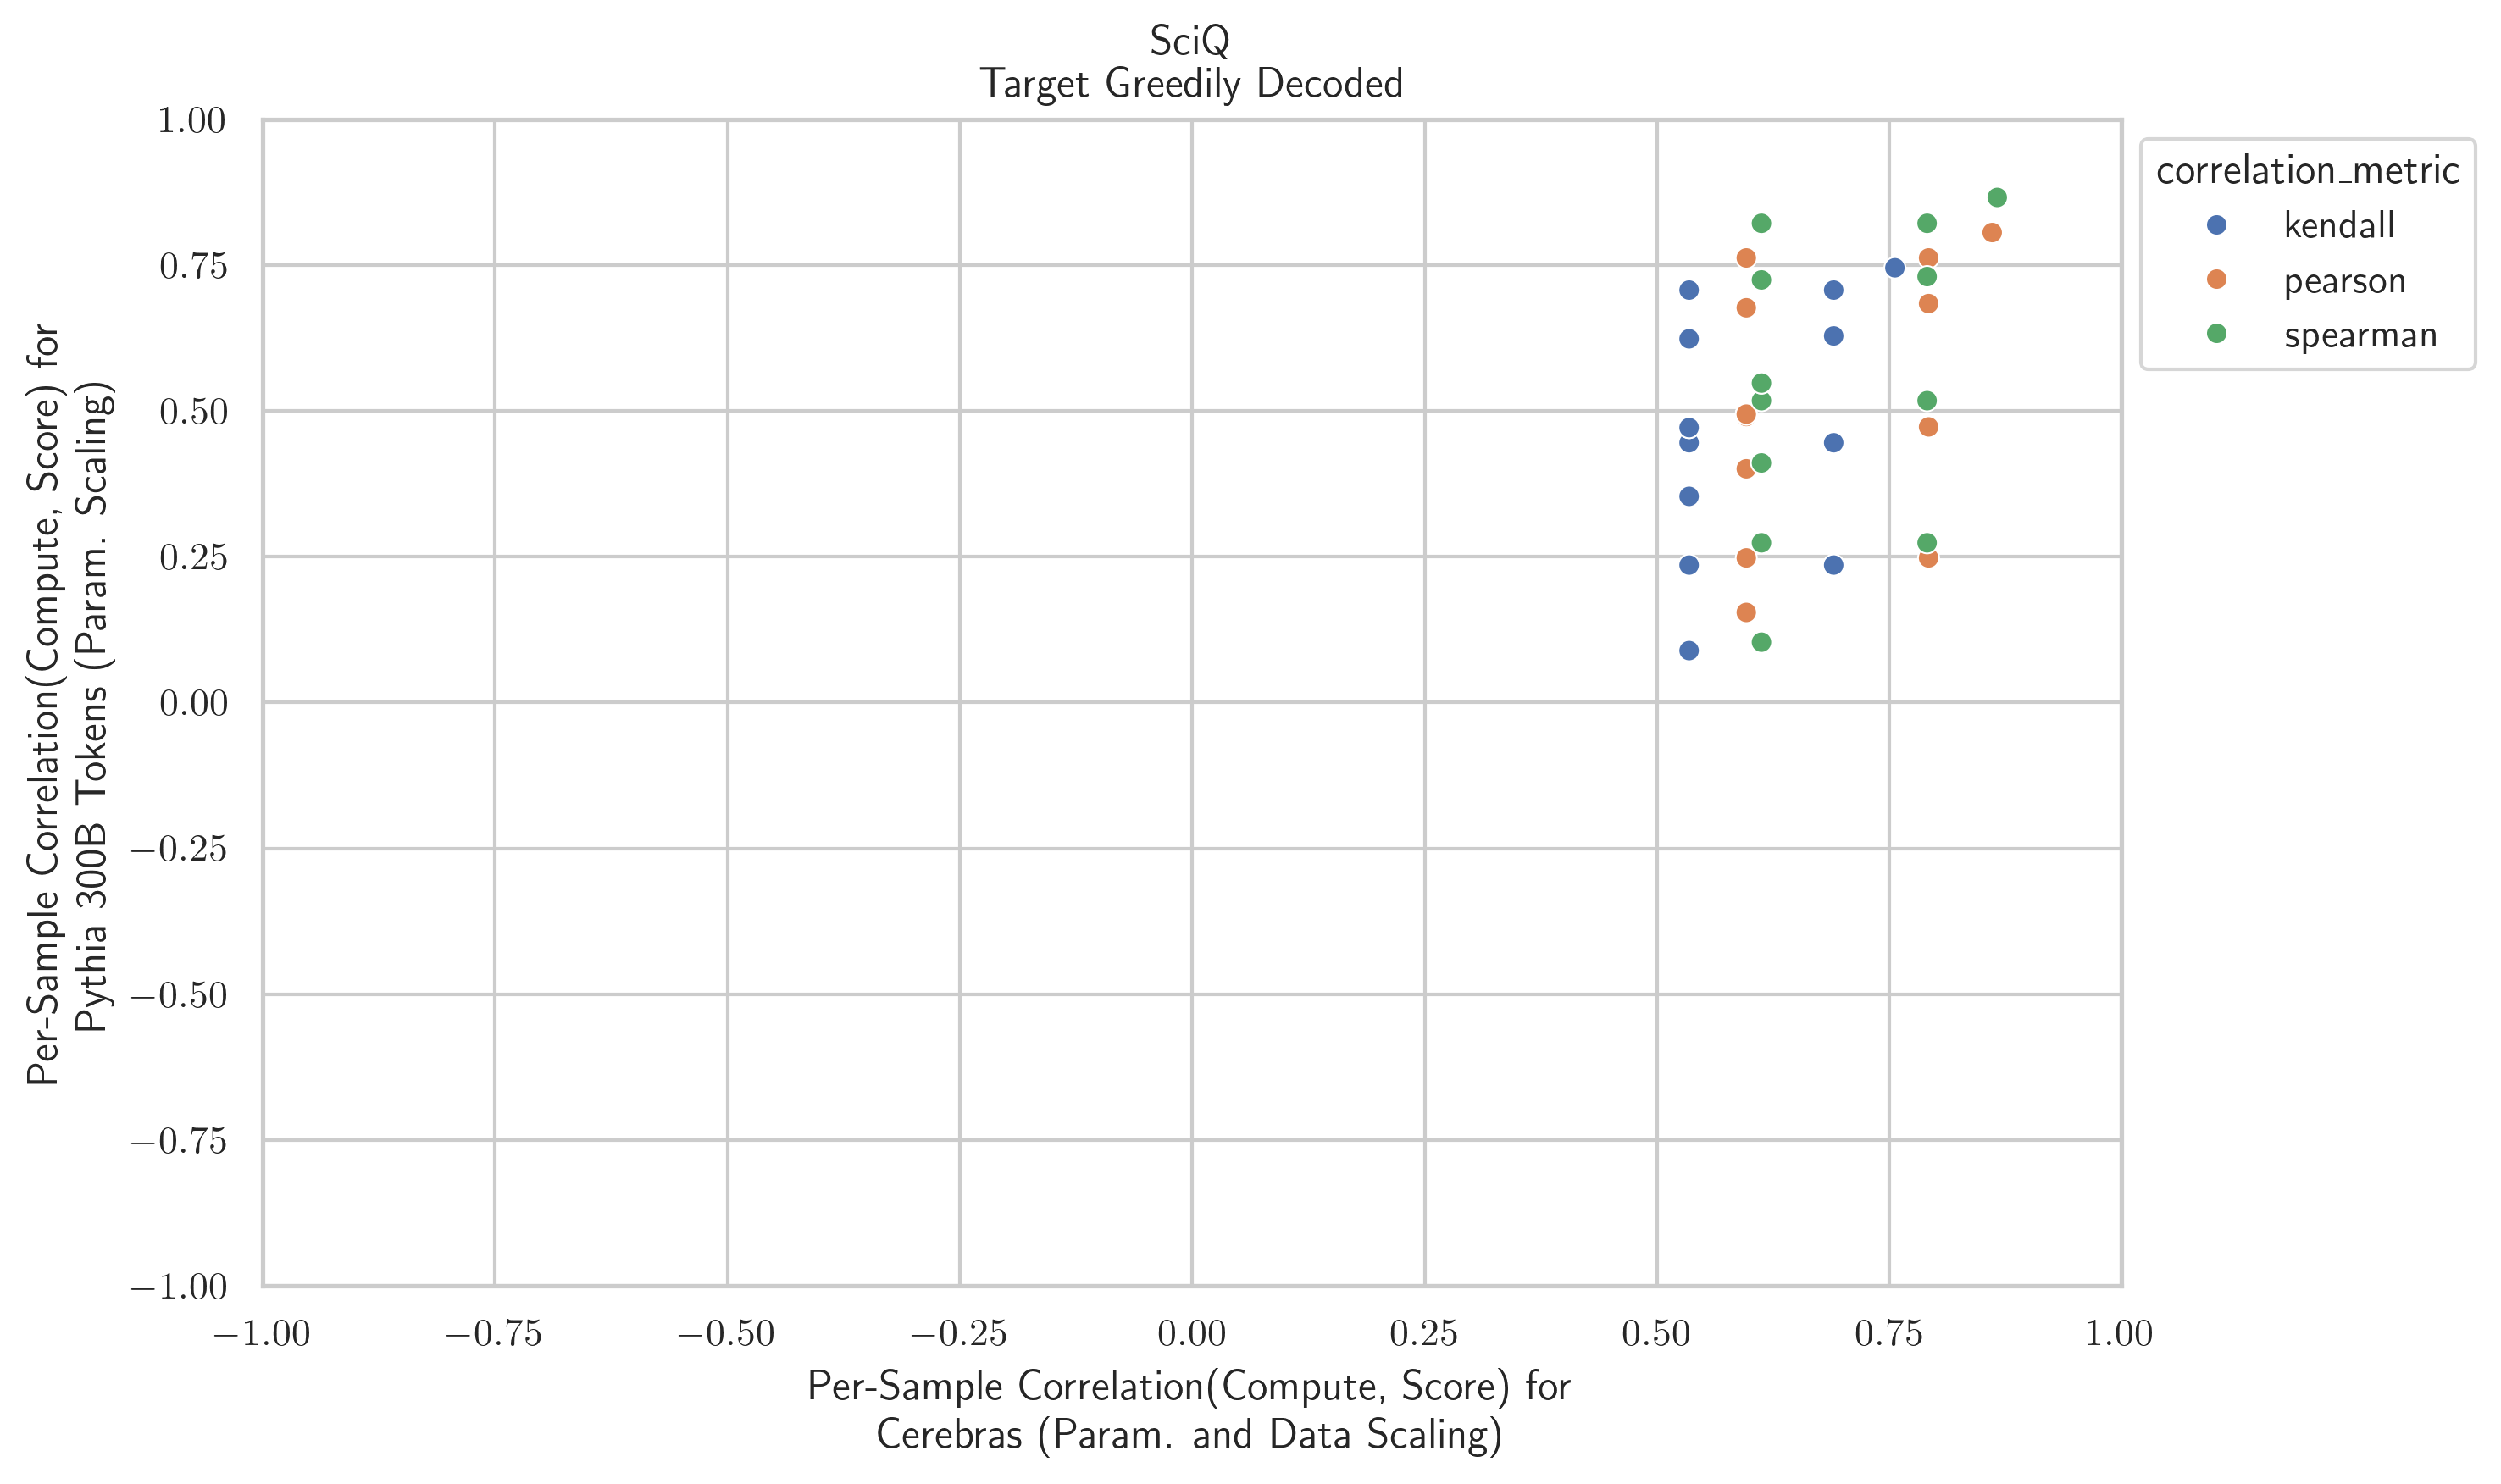 SciQ
Target Greedily Decoded
1.00
0.75
0.50
0.25
0.00
−0.25
−0.50
−0.75
−1.00
Per-Sample Correlation(Compute, Score) for
Pythia 300B Tokens (Param. Scaling)
−1.00 −0.75 −0.50 −0.25 0.00 0.25 0.50 0.75 1.00
Per-Sample Correlation(Compute, Score) for
Cerebras (Param. and Data Scaling)
correlation_metric
kendall
pearson
spearman